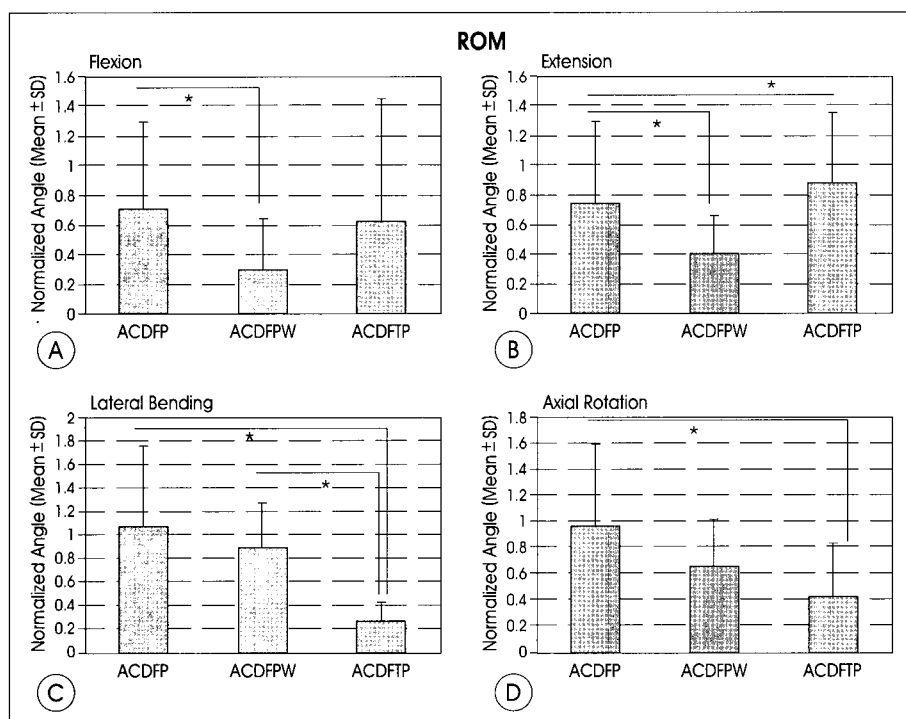 ROM
Flexion
Normalized Angle (Mean ± SD)
1.6
1.4
1.2
1
0.8
0.6
0.4
0.2
0
*
ACDFP ACDFPW ACDFTP
A
Extension
Normalized Angle (Mean ± SD)
1.6
1.4
1.2
1
0.8
0.6
0.4
0.2
0
*
*
ACDFP ACDFPW ACDFTP
B
Lateral Bending
Normalized Angle (Mean ± SD)
2
1.8
1.6
1.4
1.2
1
0.8
0.6
0.4
0.2
0
*
*
ACDFP ACDFPW ACDFTP
C
Axial Rotation
Normalized Angle (Mean ± SD)
1.8
1.6
1.4
1.2
1
0.8
0.6
0.4
0.2
0
*
ACDFP ACDFPW ACDFTP
D